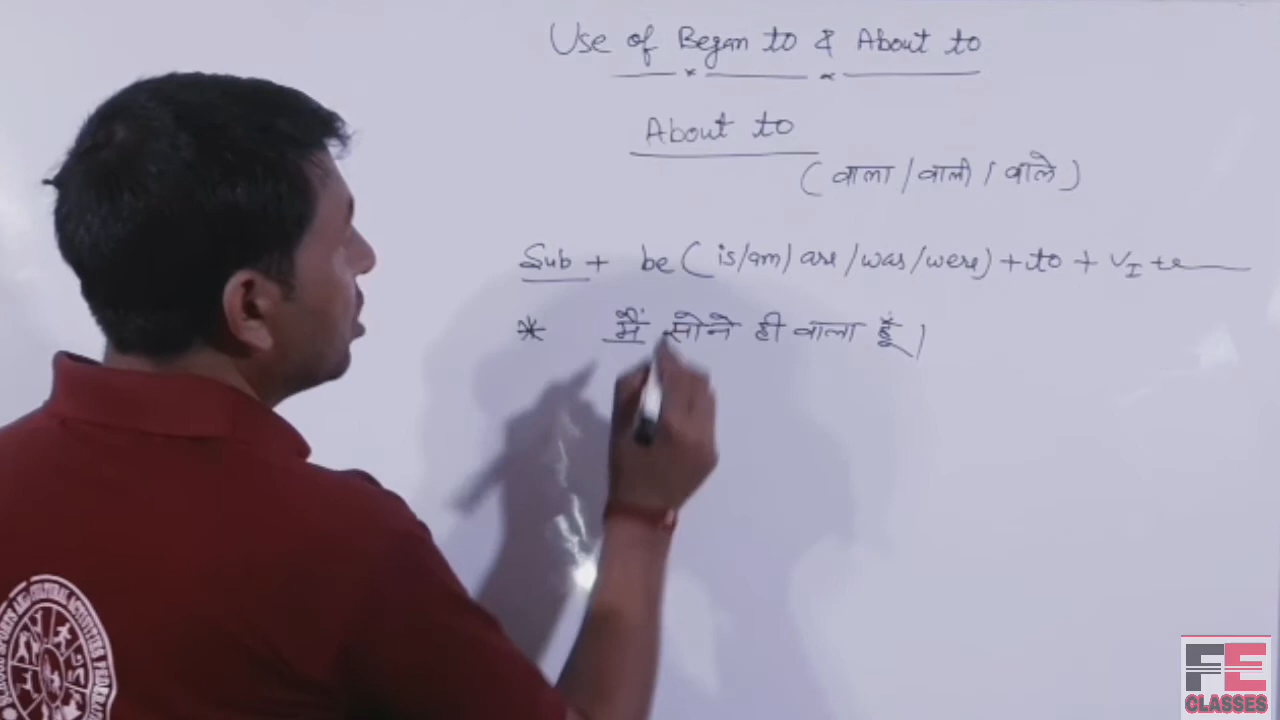 Use of Began to & About to
About to
(वाला / वाली / वाले)
Sub + be (is/am/are/was/were) + to + V1 +
* मैं सोने ही वाला हूँ।
FE
CLASSES